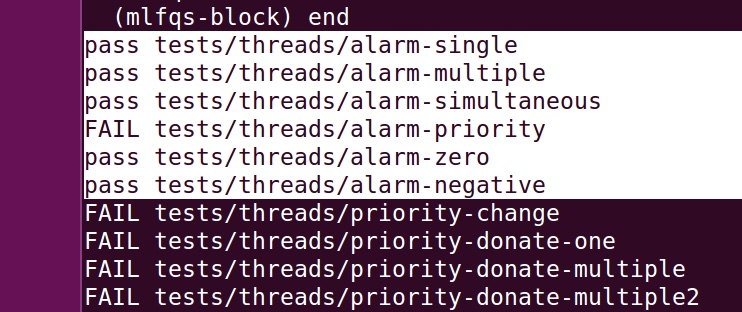 (mlfqs-block) end
pass tests/threads/alarm-single
pass tests/threads/alarm-multiple
pass tests/threads/alarm-simultaneous
FAIL tests/threads/alarm-priority
pass tests/threads/alarm-zero
pass tests/threads/alarm-negative
FAIL tests/threads/priority-change
FAIL tests/threads/priority-donate-one
FAIL tests/threads/priority-donate-multiple
FAIL tests/threads/priority-donate-multiple2